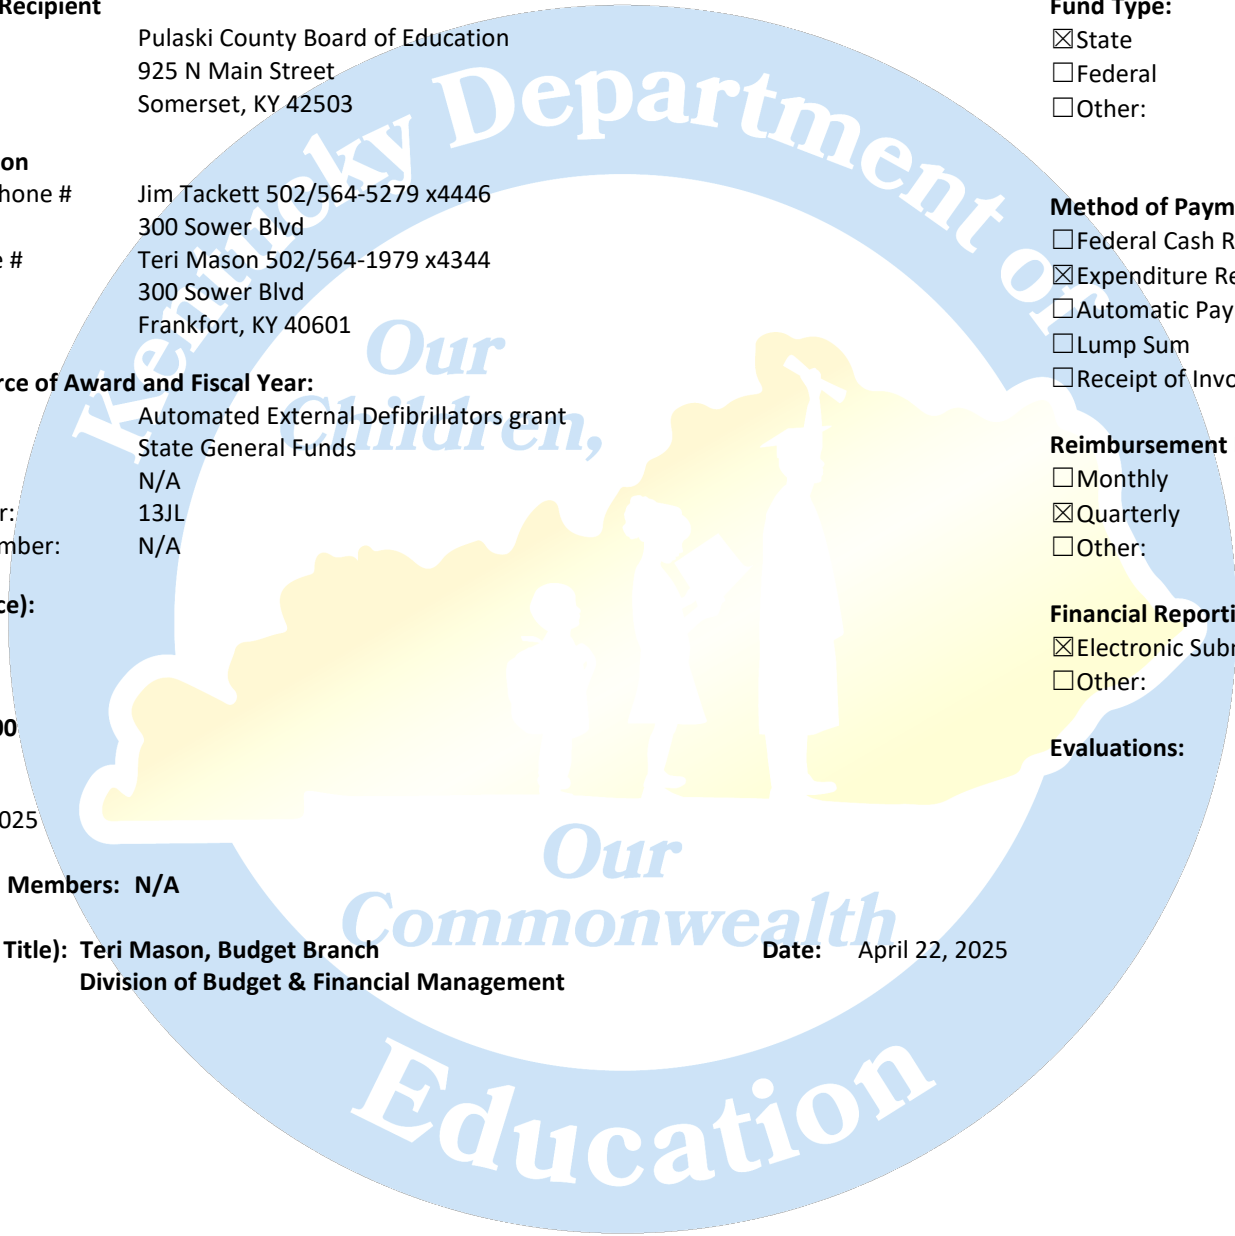 Recipient
Pulaski County Board of Education
925 N Main Street
Somerset, KY 42503
on
hone # Jim Tackett 502/564-5279 x4446
300 Sower Blvd
e # Teri Mason 502/564-1979 x4344
300 Sower Blvd
Frankfort, KY 40601
rce of Award and Fiscal Year:
Automated External Defibrillators grant
State General Funds
N/A
r: 13JL
mber: N/A
ce):
00
025
Members: N/A
Title): Teri Mason, Budget Branch
Division of Budget & Financial Management
Date: April 22, 2025
Fund Type:
☒State
☐Federal
☐Other:
Method of Paym
☐Federal Cash R
☒Expenditure Re
☐Automatic Pay
☐Lump Sum
☐Receipt of Invo
Reimbursement
☐Monthly
☒Quarterly
☐Other:
Financial Reporti
☒Electronic Subr
☐Other:
Evaluations:
Kentucky Department of
Education
Our
Children,
Our
Commonwealth